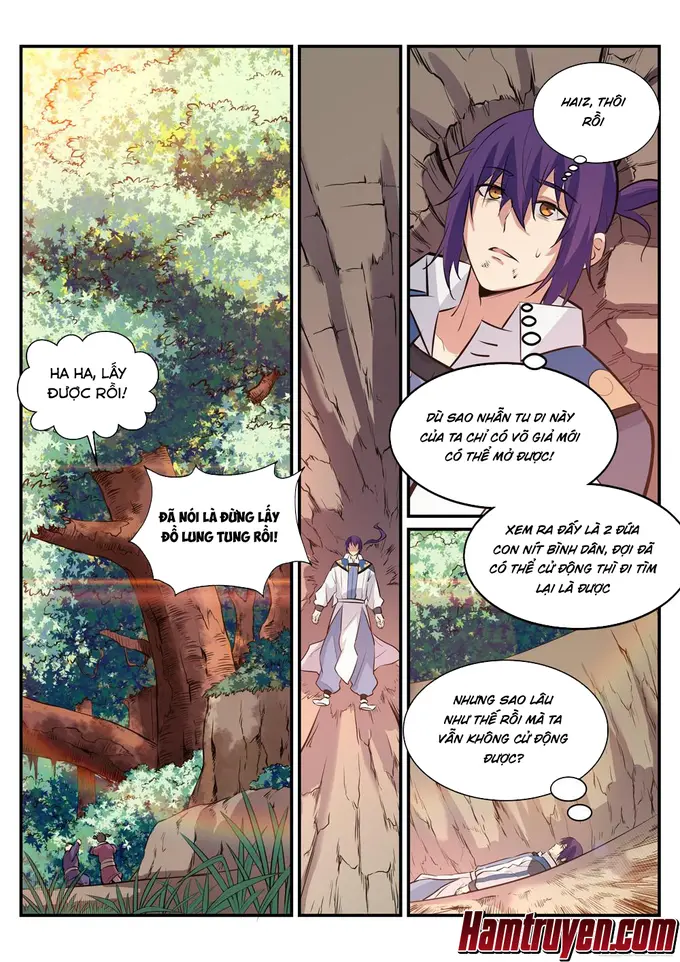 HA HA, LẤY
ĐƯỢC RỒI!
ĐÃ NÓI LÀ ĐỪNG LẤY
ĐỒ LUNG TUNG RỒI!
HAIZ, THÔI
RỒI
DÙ SAO NHẪN TU DI NÀY
CỦA TA CHỈ CÓ VÕ GIẢ MỚI
CÓ THỂ MỞ ĐƯỢC!
XEM RA ĐẤY LÀ 2 ĐỨA
CON NÍT BÌNH DÂN, ĐỢI ĐÃ
CÓ THỂ CỬ ĐỘNG THÌ ĐI TÌM
LẠI LÀ ĐƯỢC
NHƯNG SAO LÂU
NHƯ THẾ RỒI MÀ TA
VẪN KHÔNG CỬ ĐỘNG
ĐƯỢC?
Hamtruyen.com